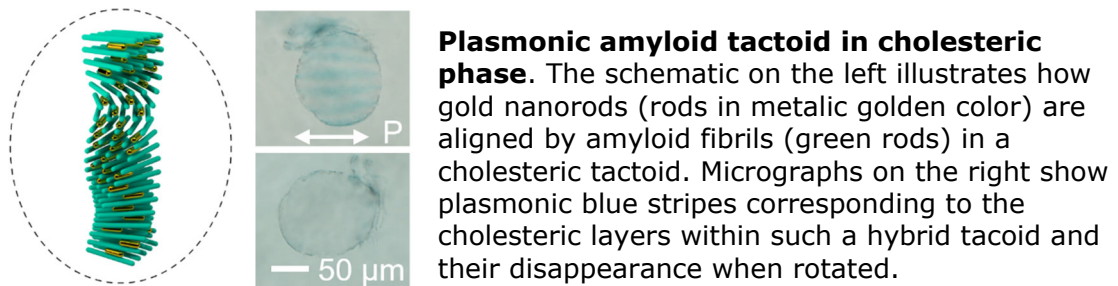 P
50 µm
Plasmonic amyloid tactoid in cholesteric
phase. The schematic on the left illustrates how
gold nanorods (rods in metalic golden color) are
aligned by amyloid fibrils (green rods) in a
cholesteric tactoid. Micrographs on the right show
plasmonic blue stripes corresponding to the
cholesteric layers within such a hybrid tacoid and
their disappearance when rotated.